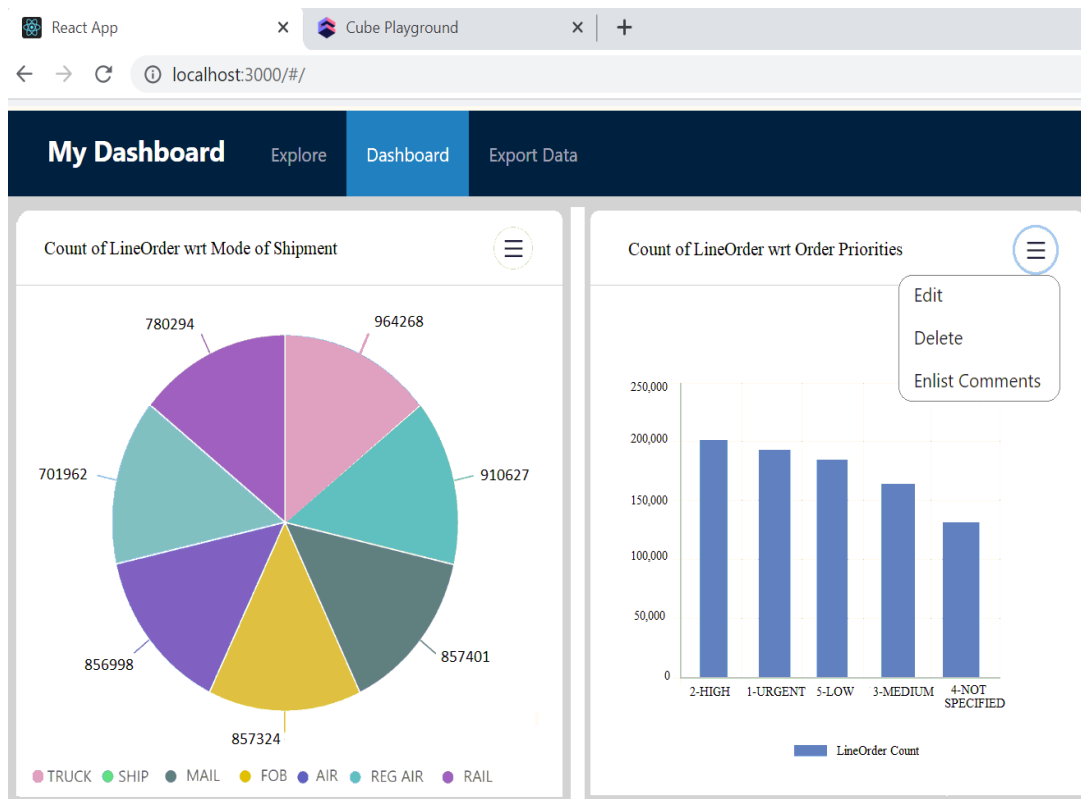 React App
Cube Playground
localhost:3000/#/
My Dashboard Explore Dashboard Export Data
Count of LineOrder wrt Mode of Shipment
780294
964268
701962
910627
856998
857401
857324
TRUCK SHIP MAIL FOB AIR REG AIR RAIL
Count of LineOrder wrt Order Priorities
Edit
Delete
Enlist Comments
250,000
200,000
150,000
100,000
50,000
0
2-HIGH 1-URGENT 5-LOW 3-MEDIUM 4-NOT
SPECIFIED
LineOrder Count